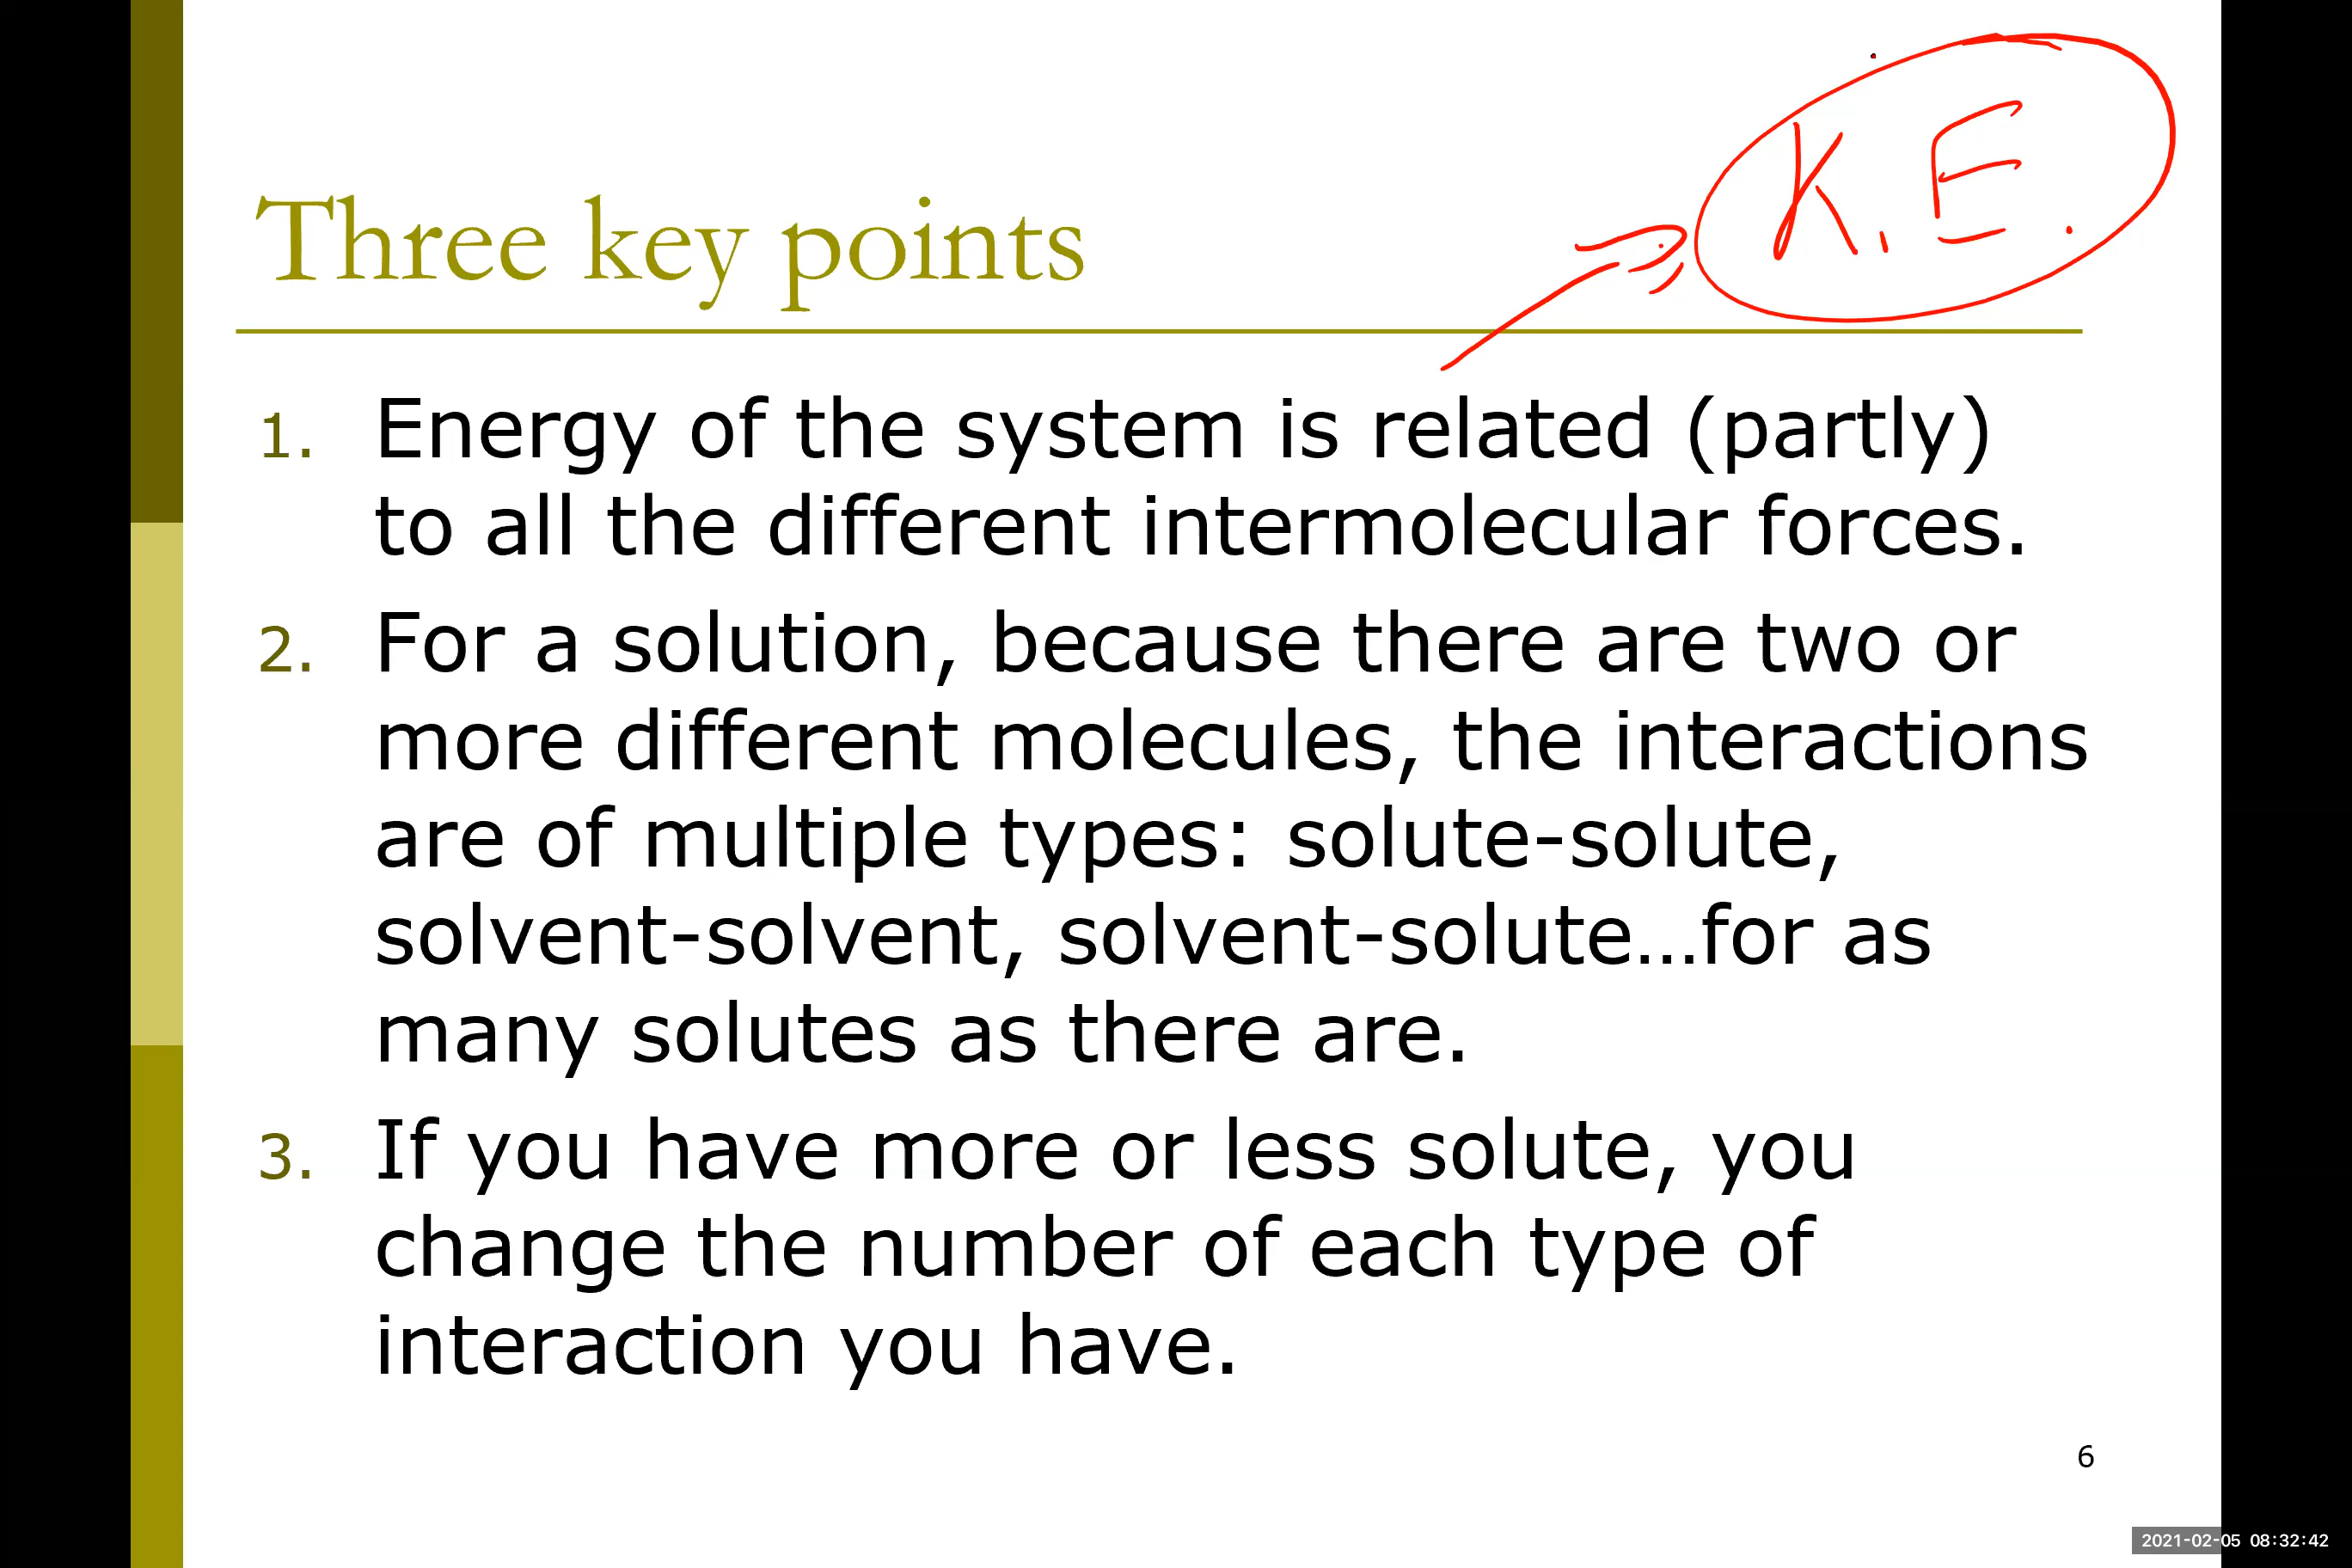 K.E.
Three key points
1. Energy of the system is related (partly)
to all the different intermolecular forces.
2. For a solution, because there are two or
more different molecules, the interactions
are of multiple types: solute-solute,
solvent-solvent, solvent-solute…for as
many solutes as there are.
3. If you have more or less solute, you
change the number of each type of
interaction you have.
6
2021-02-05 08:32:42